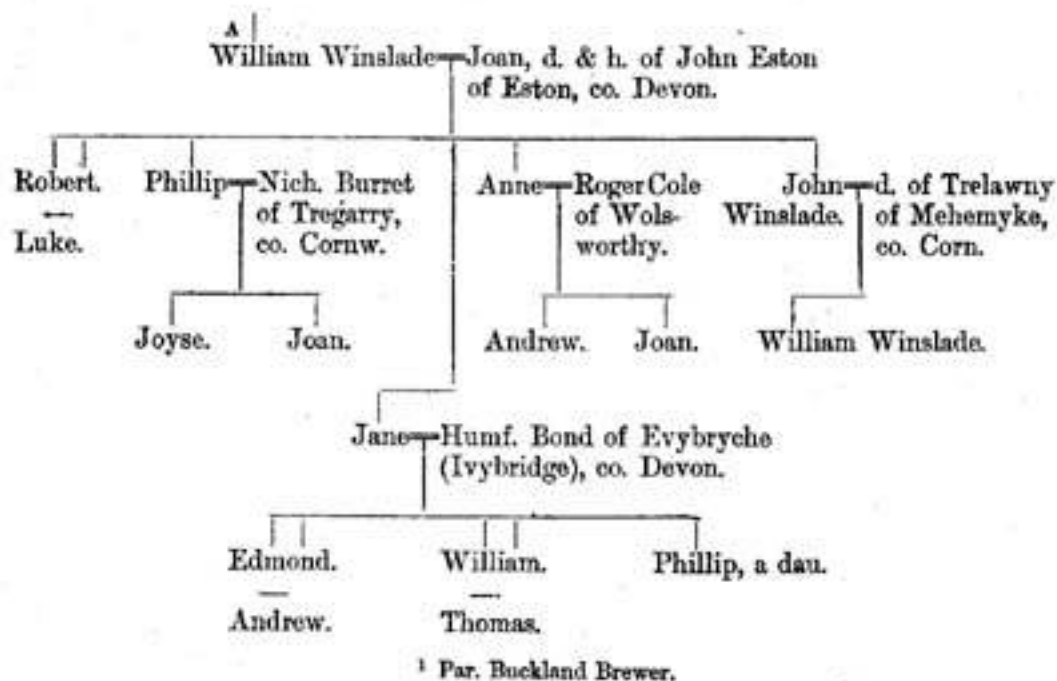 A
William Winslade Joan, d. & h. of John Eston
of Eston, co. Devon.
Robert. Phillip Nich. Burret Anne Roger Cole John d. of Trelawny
of Tregarry, of Wols- Winslade. of Mehemyke,
Luke. co. Cornw. worthy. co. Corn.
Joyse. Joan. Andrew. Joan. William Winslade.
Jane Humf. Bond of Evybryche
(Ivybridge), co. Devon.
Edmond. William. Phillip, a dau.
Andrew. Thomas.
¹ Par. Buckland Brewer.